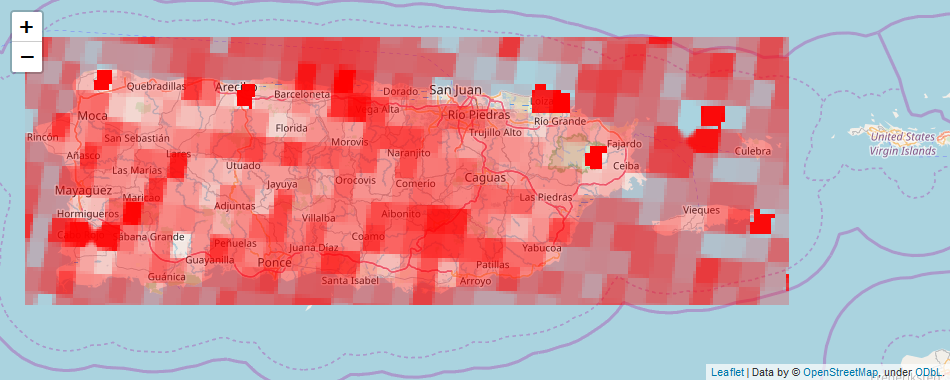 +
−
Quebradillas
Arecibo
Barceloneta
Dorado
San Juan
Loíza
Vega Alta
Río Piedras
Río Grande
Moca
Florida
Trujillo Alto
Rincón
San Sebastián
Morovis
Fajardo
United States
Virgin Islands
Añasco
Lares
Naranjito
Culebra
Las Marías
Utuado
Ceiba
Mayagüez
Jayuya
Orocovis
Comerío
Caguas
Maricao
Las Piedras
Hormigueros
Adjuntas
Villalba
Aibonito
Vieques
Sabana Grande
Peñuelas
Juana Díaz
Coamo
Yabucoa
Guayanilla
Ponce
Patillas
Guánica
Santa Isabel
Arroyo
Leaflet | Data by © OpenStreetMap, under ODbL.